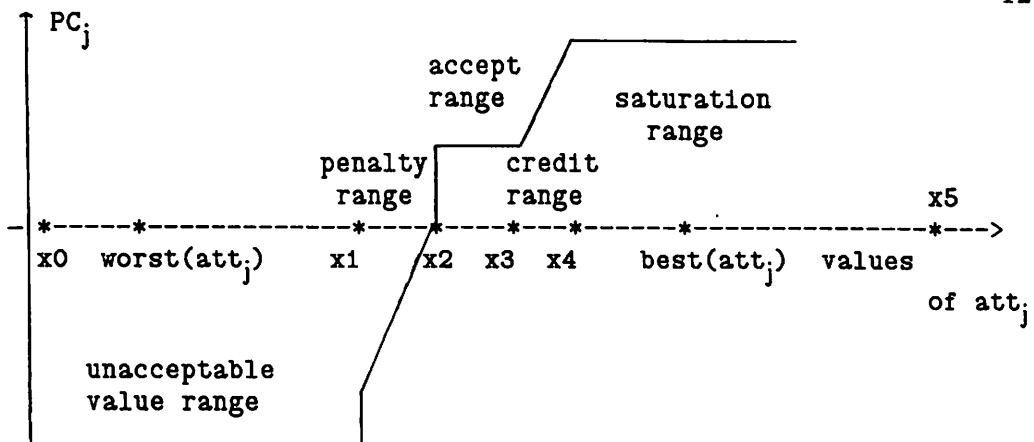 PC_j
accept
range
saturation
range
penalty
range
credit
range
x5
x0 worst(att_j) x1 x2 x3 x4 best(att_j) values
of att_j
unacceptable
value range